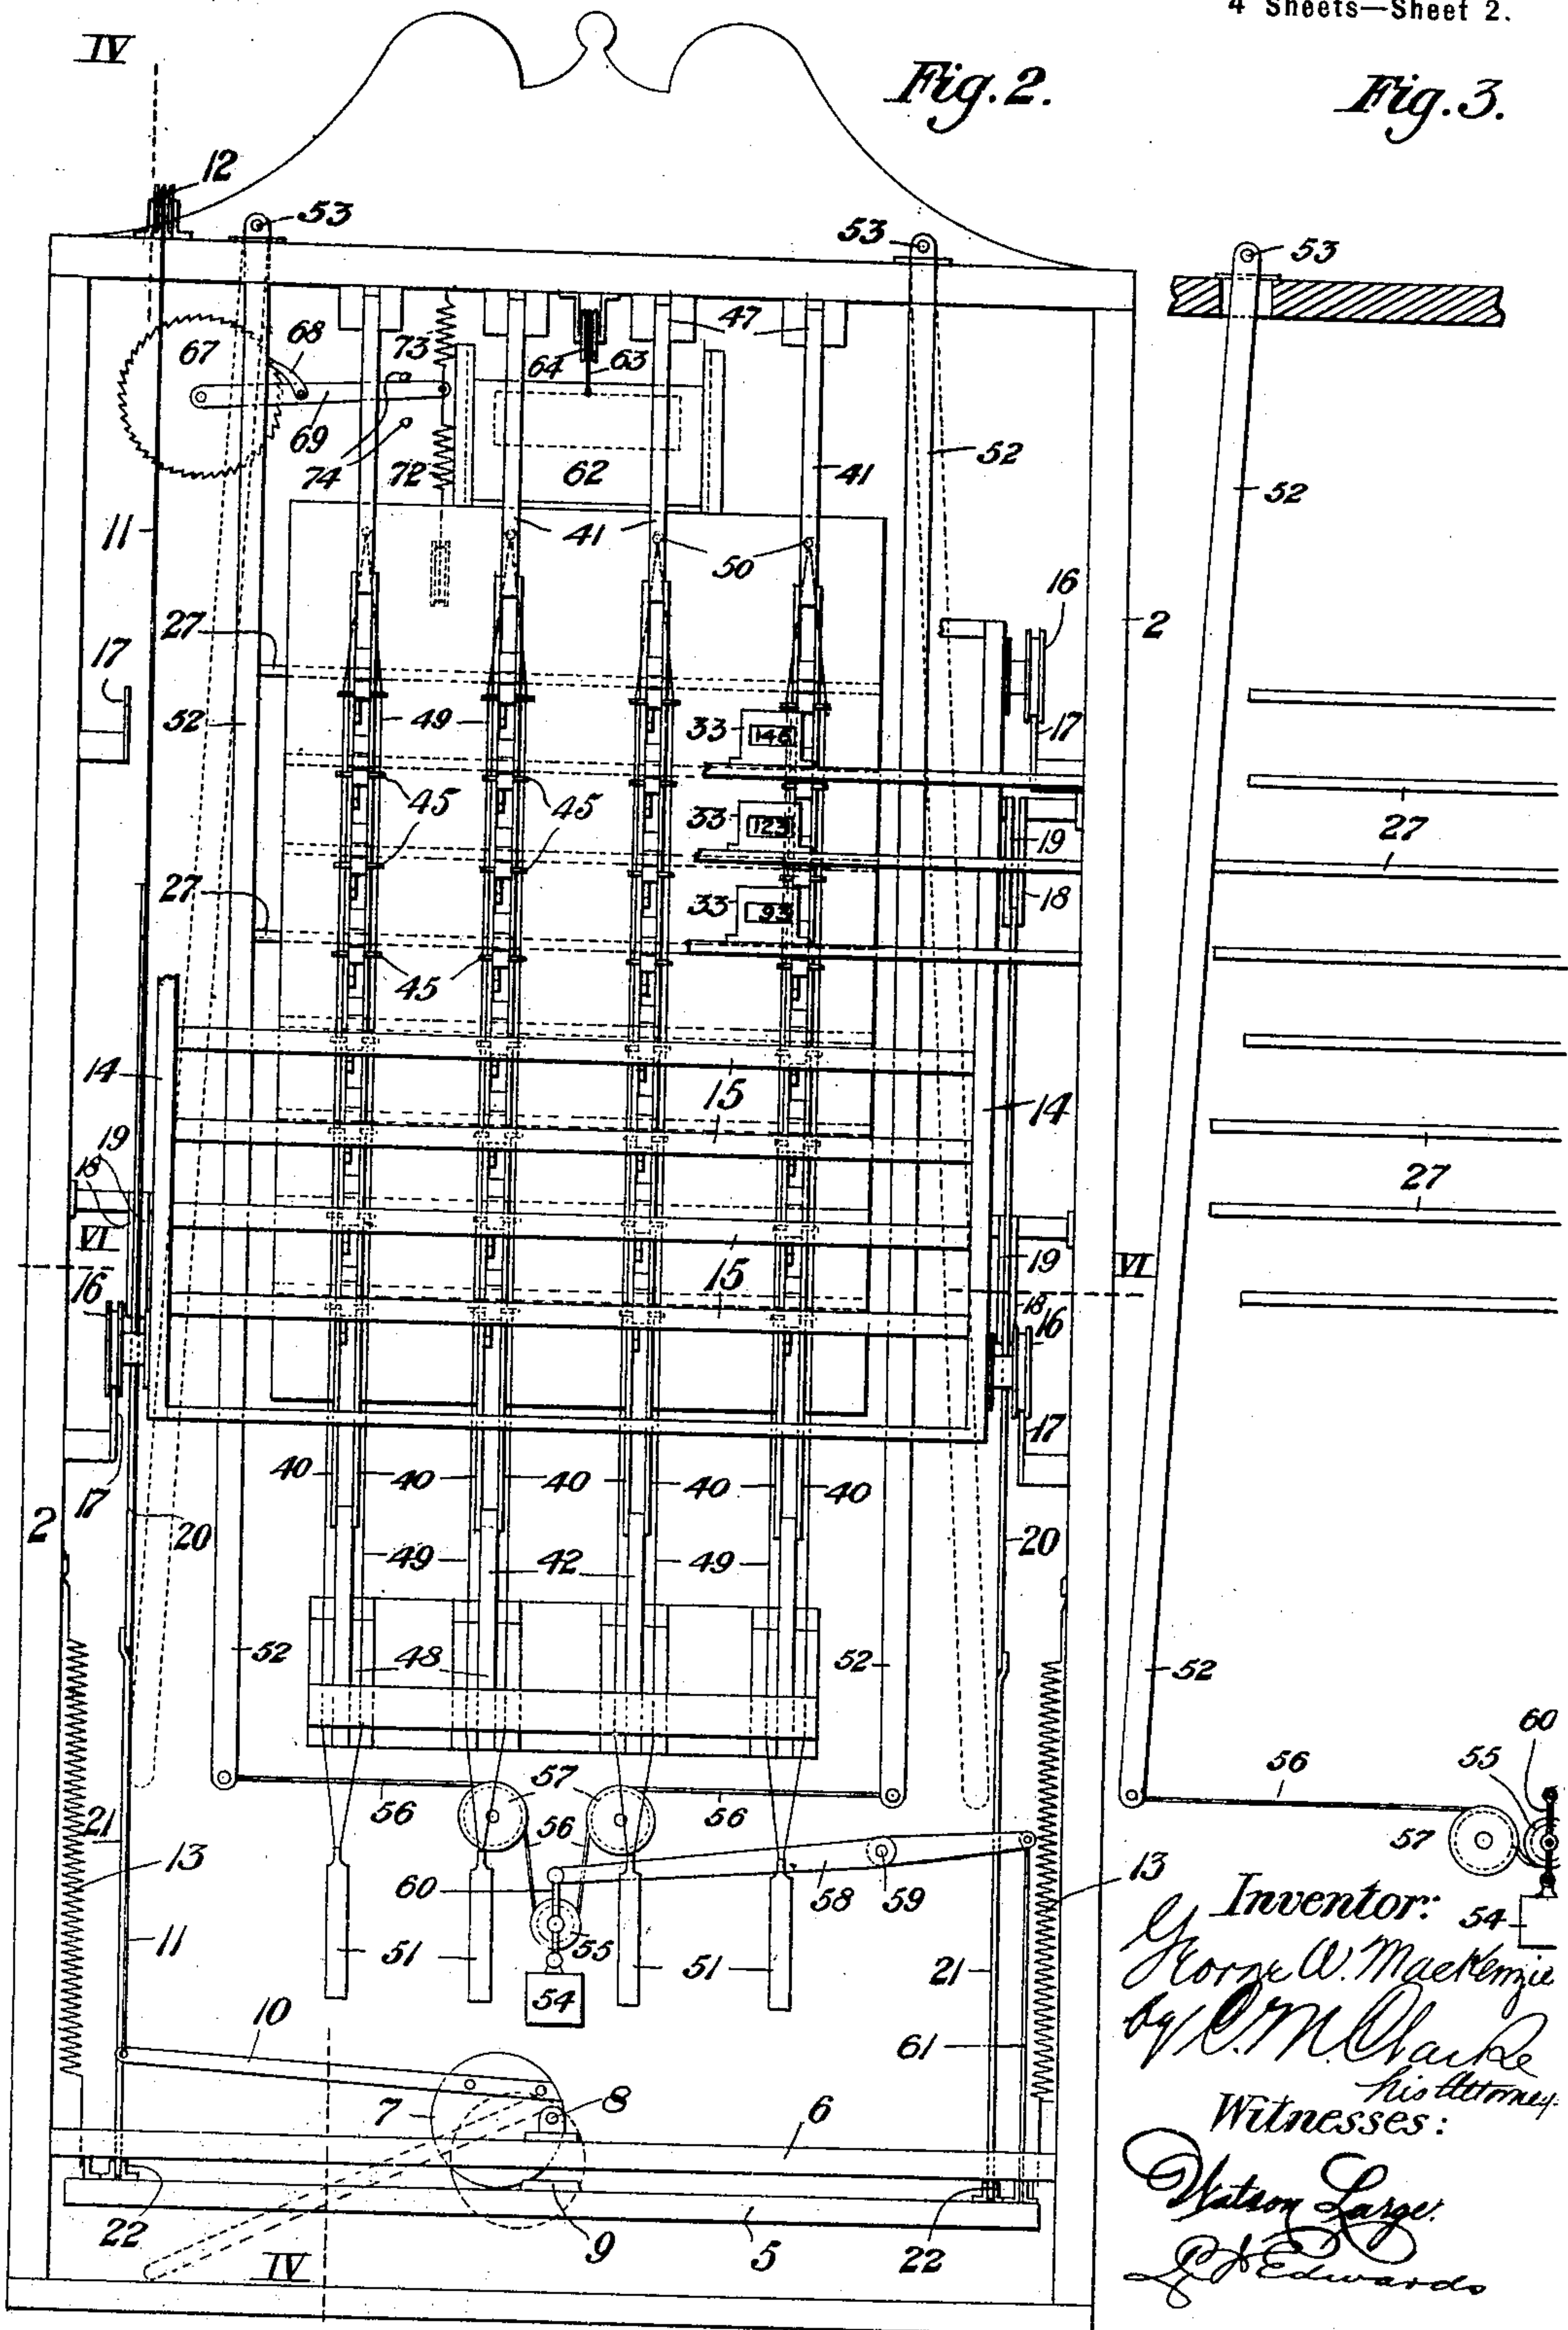 4 Sheets—Sheet 2.
IV
Fig. 2. Fig. 3.
12
53 53 53
67 68 73 64 63 47
69 74 72 62 41 52 52
11 41 50
16
27 2
17
52 49 33 146 17
45 45 33 123 19 27
27 33 93 18
45
14 15 14
19 18 27
VI 15 19 VI
16 18 16
17
40 40 40 40 40
17
2 20 49 42 49 20
52 48 52 52
60
56 57 56 56 55
21 56 57
13 60 58 59 13
Inventor:
54
11 51 55 51 21
George W. Mackenzie
54
10 by C. M. Clarke
61
his Attorney.
7 8 6
Witnesses:
Watson Large.
22 9 5 22
IV
Edwards